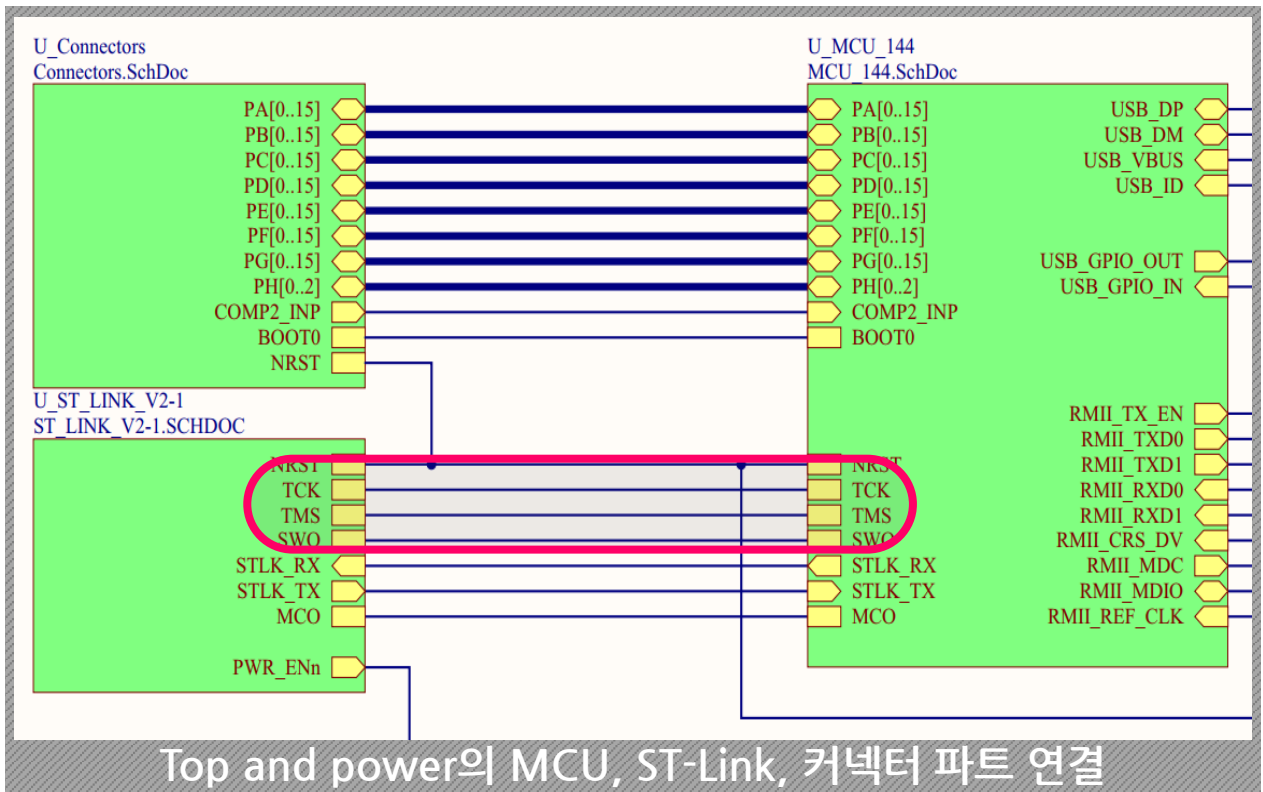 U_Connectors
Connectors.SchDoc
PA[0..15]
PB[0..15]
PC[0..15]
PD[0..15]
PE[0..15]
PF[0..15]
PG[0..15]
PH[0..2]
COMP2_INP
BOOT0
NRST
U_ST_LINK_V2-1
ST_LINK_V2-1.SCHDOC
NRST
TCK
TMS
SWO
STLK_RX
STLK_TX
MCO
PWR_ENn
U_MCU_144
MCU_144.SchDoc
PA[0..15]
PB[0..15]
PC[0..15]
PD[0..15]
PE[0..15]
PF[0..15]
PG[0..15]
PH[0..2]
COMP2_INP
BOOT0
NRST
TCK
TMS
SWO
STLK_RX
STLK_TX
MCO
USB_DP
USB_DM
USB_VBUS
USB_ID
USB_GPIO_OUT
USB_GPIO_IN
RMII_TX_EN
RMII_TXD0
RMII_TXD1
RMII_RXD0
RMII_RXD1
RMII_CRS_DV
RMII_MDC
RMII_MDIO
RMII_REF_CLK
Top and power의 MCU, ST-Link, 커넥터 파트 연결